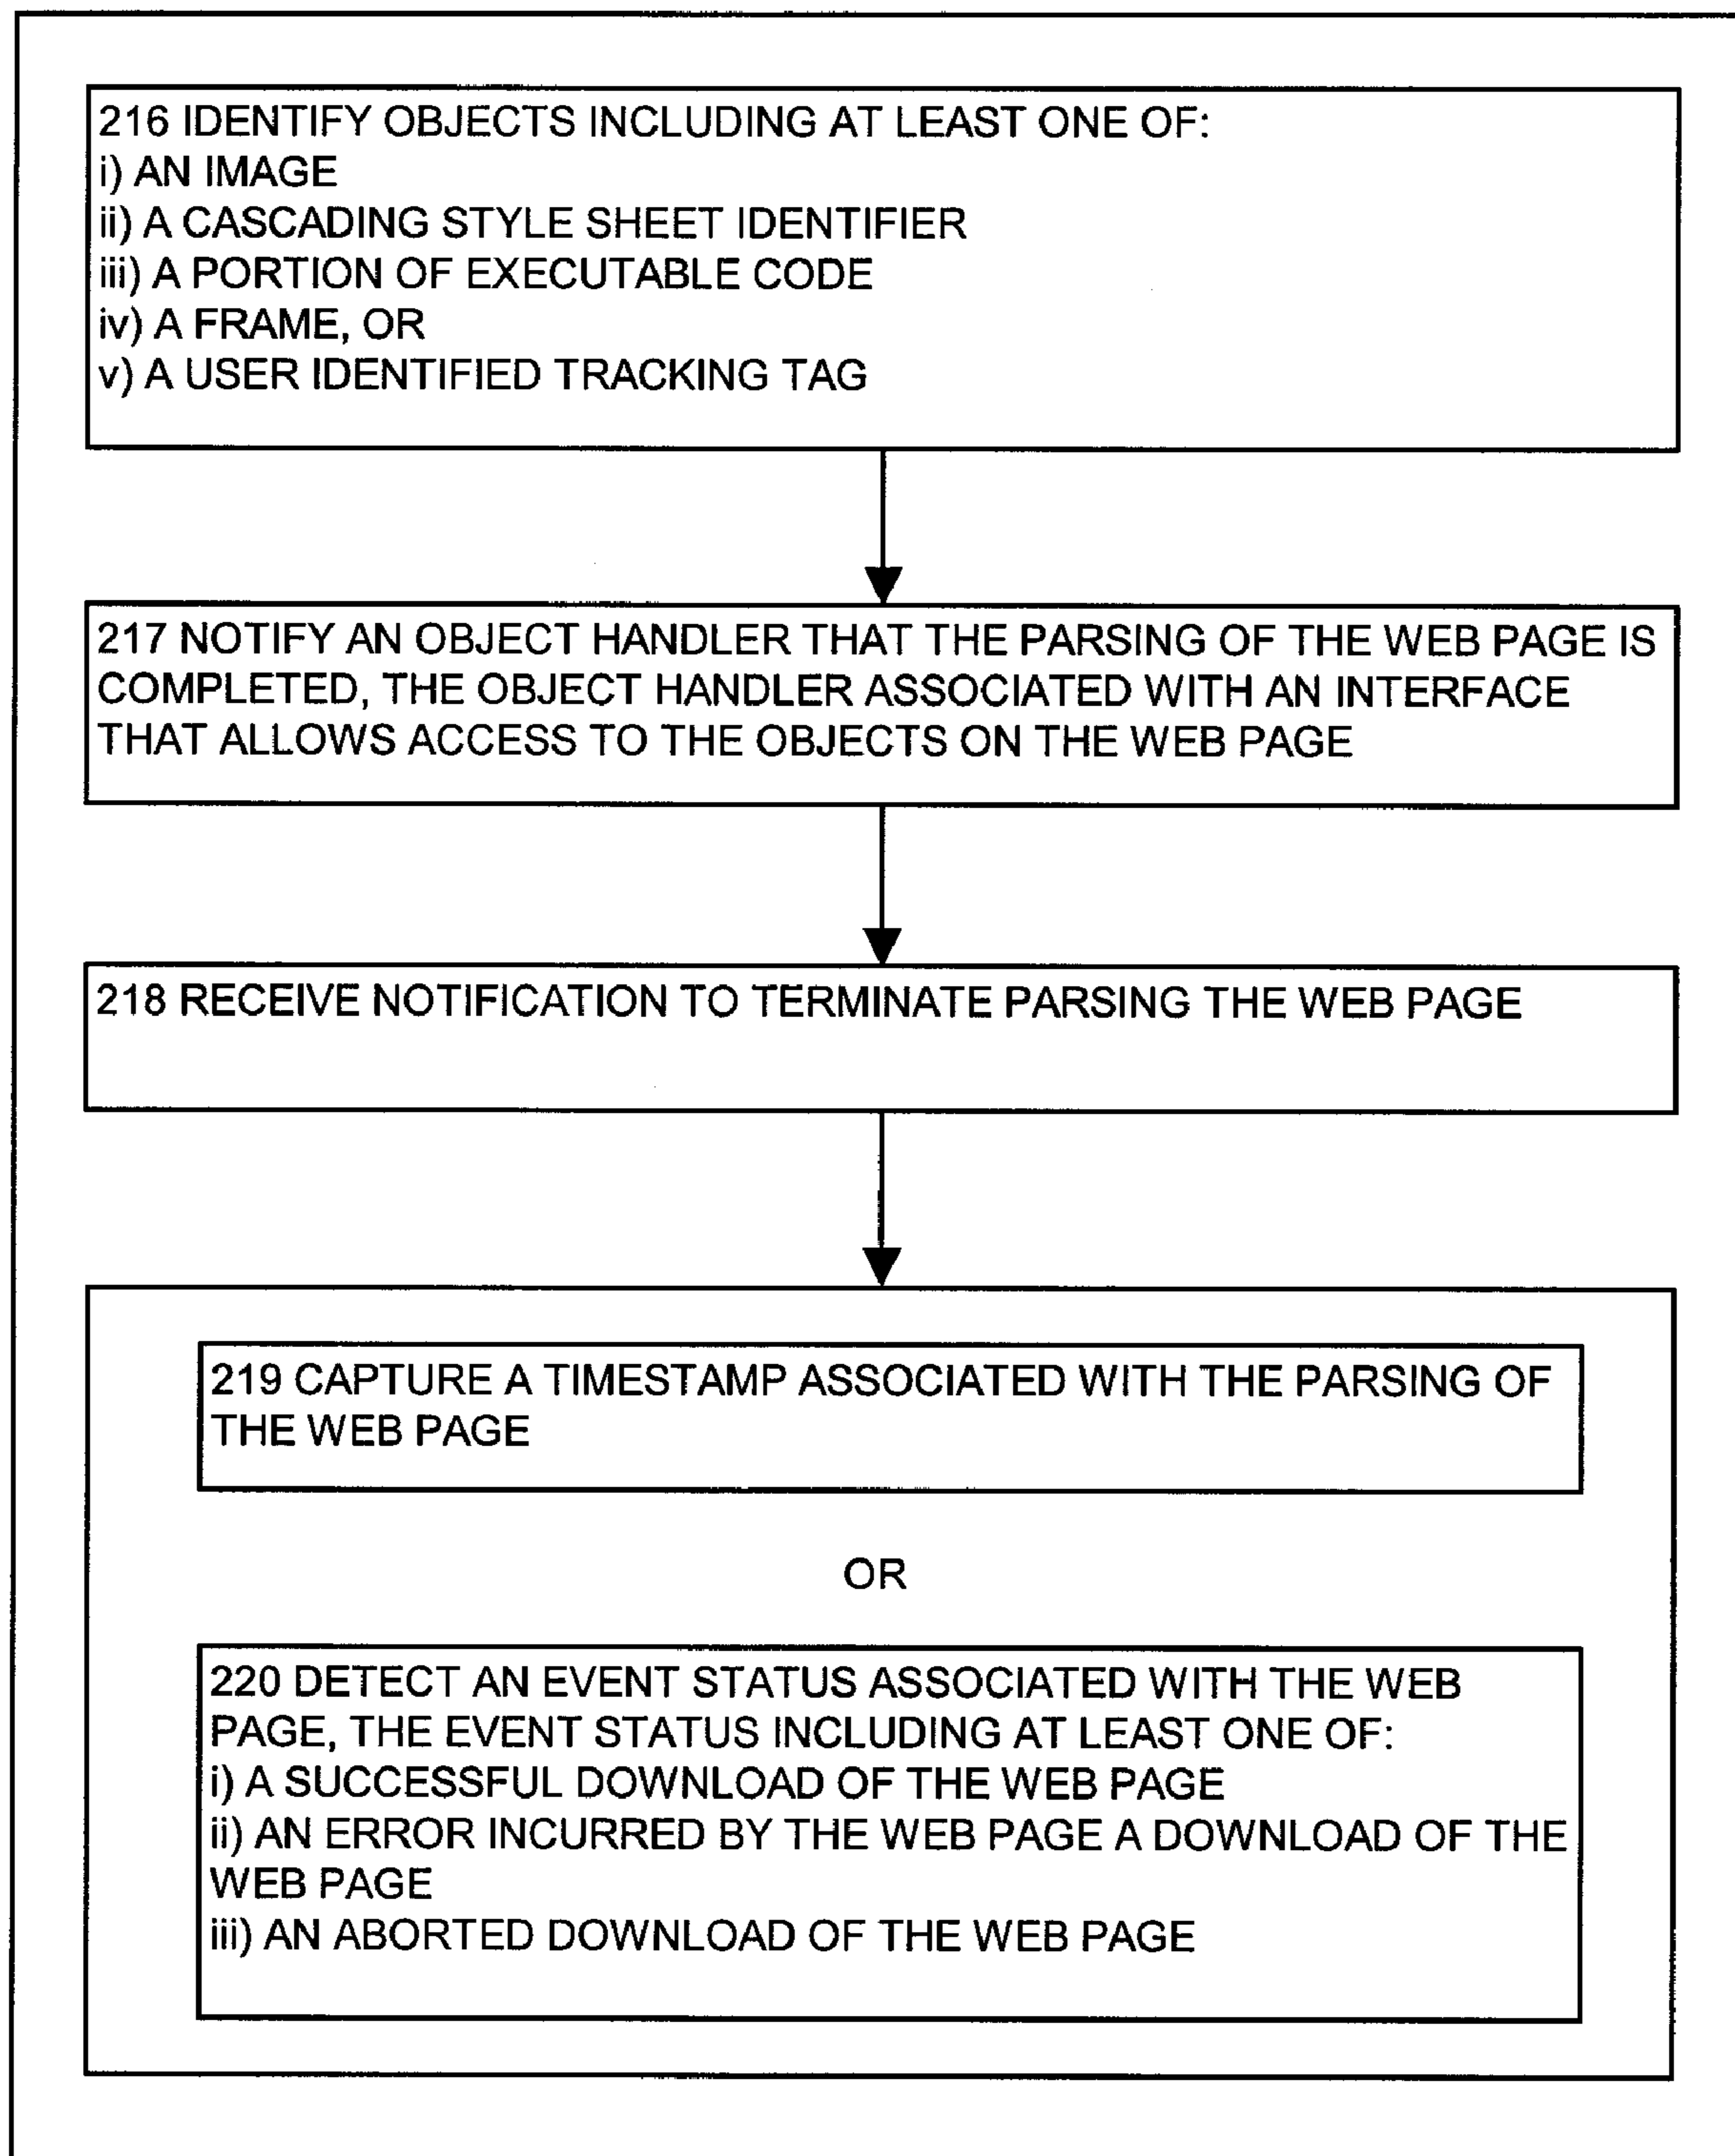 216 IDENTIFY OBJECTS INCLUDING AT LEAST ONE OF:
i) AN IMAGE
ii) A CASCADING STYLE SHEET IDENTIFIER
iii) A PORTION OF EXECUTABLE CODE
iv) A FRAME, OR
v) A USER IDENTIFIED TRACKING TAG
217 NOTIFY AN OBJECT HANDLER THAT THE PARSING OF THE WEB PAGE IS
COMPLETED, THE OBJECT HANDLER ASSOCIATED WITH AN INTERFACE
THAT ALLOWS ACCESS TO THE OBJECTS ON THE WEB PAGE
218 RECEIVE NOTIFICATION TO TERMINATE PARSING THE WEB PAGE
219 CAPTURE A TIMESTAMP ASSOCIATED WITH THE PARSING OF
THE WEB PAGE
OR
220 DETECT AN EVENT STATUS ASSOCIATED WITH THE WEB
PAGE, THE EVENT STATUS INCLUDING AT LEAST ONE OF:
i) A SUCCESSFUL DOWNLOAD OF THE WEB PAGE
ii) AN ERROR INCURRED BY THE WEB PAGE A DOWNLOAD OF THE
WEB PAGE
iii) AN ABORTED DOWNLOAD OF THE WEB PAGE